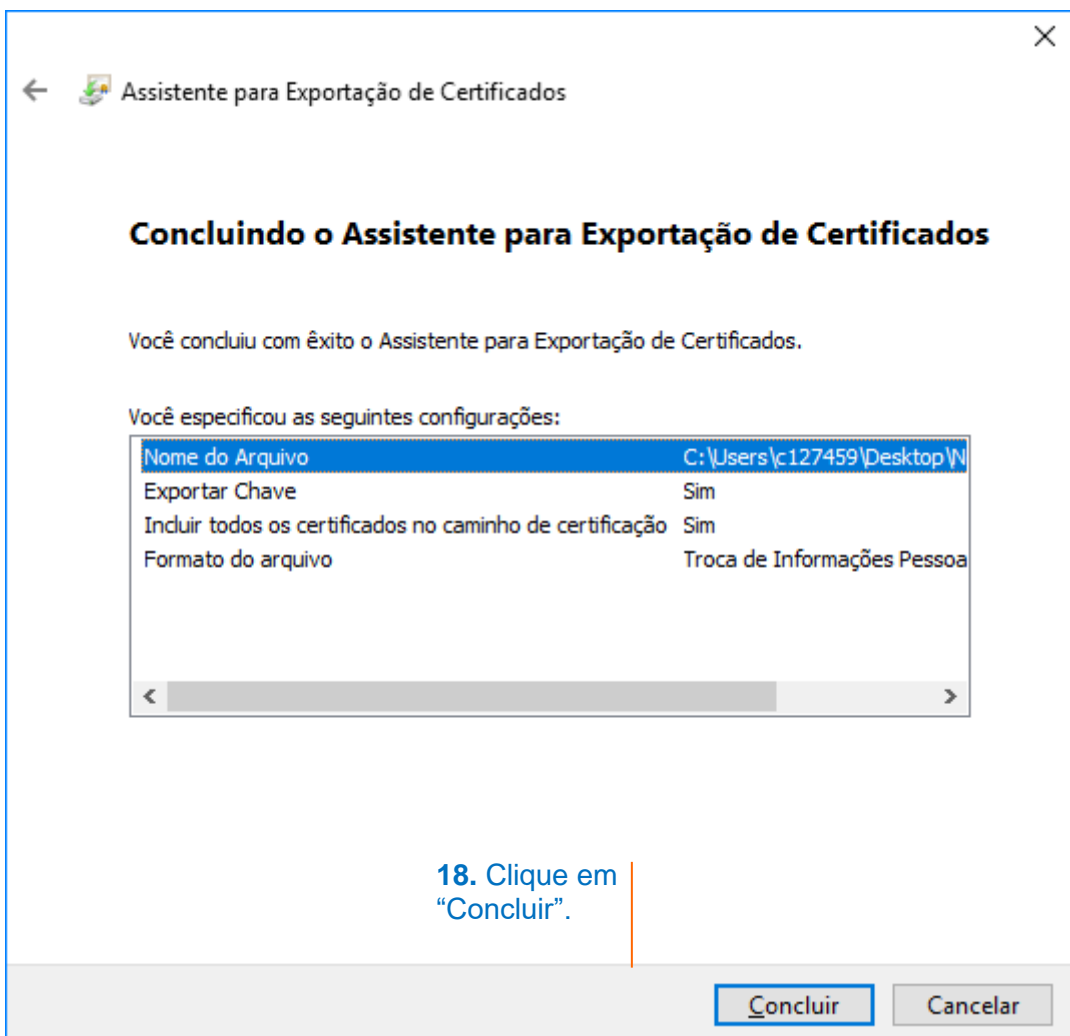 Assistente para Exportação de Certificados
Concluindo o Assistente para Exportação de Certificados
Você concluiu com êxito o Assistente para Exportação de Certificados.
Você especificou as seguintes configurações:
Nome do Arquivo C:\Users\c127459\Desktop\N
Exportar Chave Sim
Incluir todos os certificados no caminho de certificação Sim
Formato do arquivo Troca de Informações Pessoa
18. Clique em
“Concluir”.
Concluir Cancelar